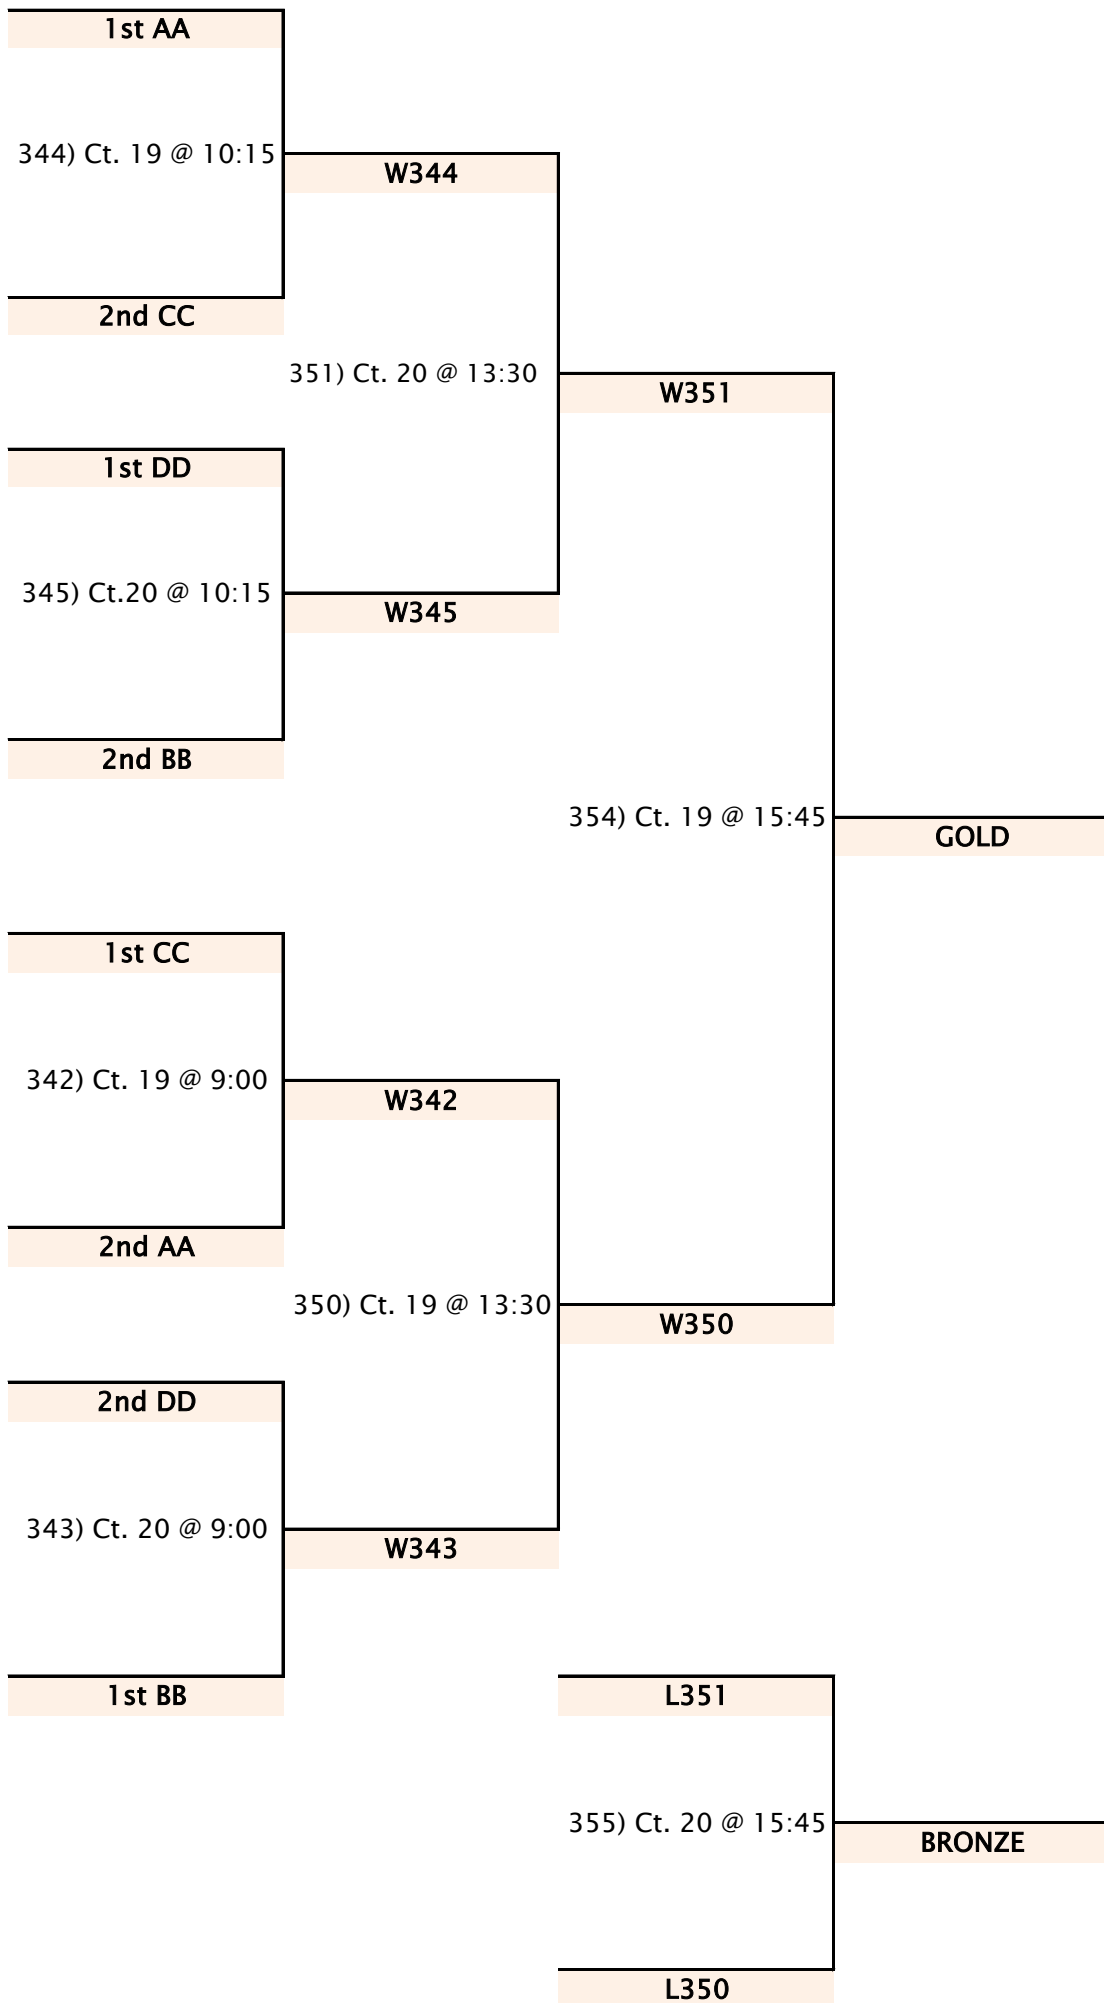 1st AA
344) Ct. 19 @ 10:15
W344
2nd CC
351) Ct. 20 @ 13:30
W351
1st DD
345) Ct.20 @ 10:15
W345
2nd BB
354) Ct. 19 @ 15:45
GOLD
1st CC
342) Ct. 19 @ 9:00
W342
2nd AA
350) Ct. 19 @ 13:30
W350
2nd DD
343) Ct. 20 @ 9:00
W343
1st BB
L351
355) Ct. 20 @ 15:45
BRONZE
L350